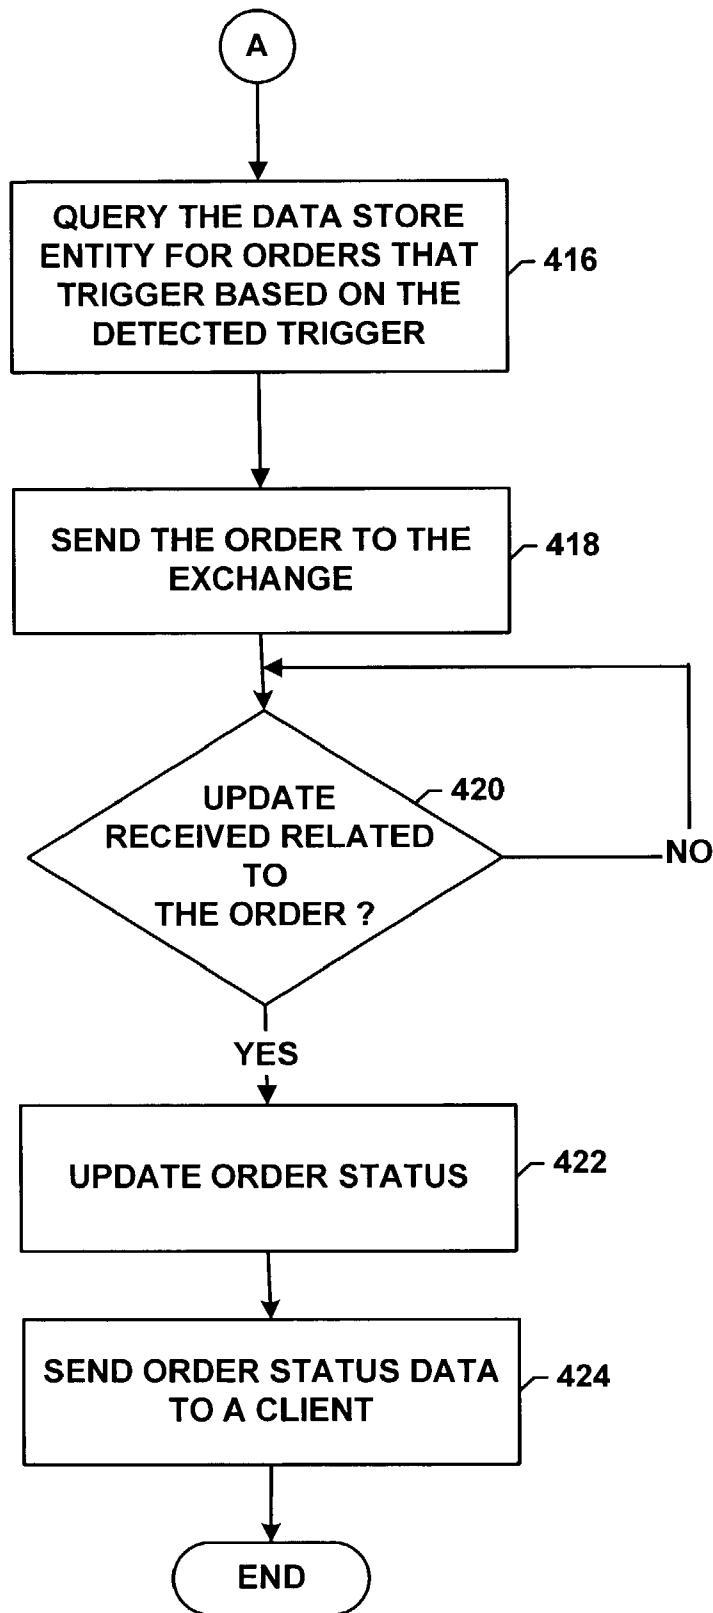 A
QUERY THE DATA STORE
ENTITY FOR ORDERS THAT
TRIGGER BASED ON THE
DETECTED TRIGGER
416
SEND THE ORDER TO THE
EXCHANGE
418
UPDATE
RECEIVED RELATED
TO
THE ORDER ?
420
NO
YES
UPDATE ORDER STATUS
422
SEND ORDER STATUS DATA
TO A CLIENT
424
END